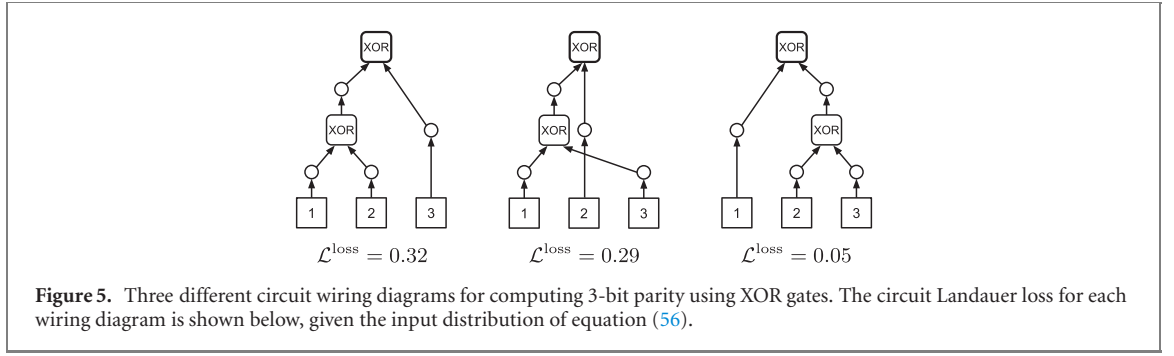 XOR XOR XOR
XOR XOR XOR
1 2 3 1 2 3 1 2 3
ℒ^loss = 0.32 ℒ^loss = 0.29 ℒ^loss = 0.05
Figure 5. Three different circuit wiring diagrams for computing 3-bit parity using XOR gates. The circuit Landauer loss for each
wiring diagram is shown below, given the input distribution of equation (56).